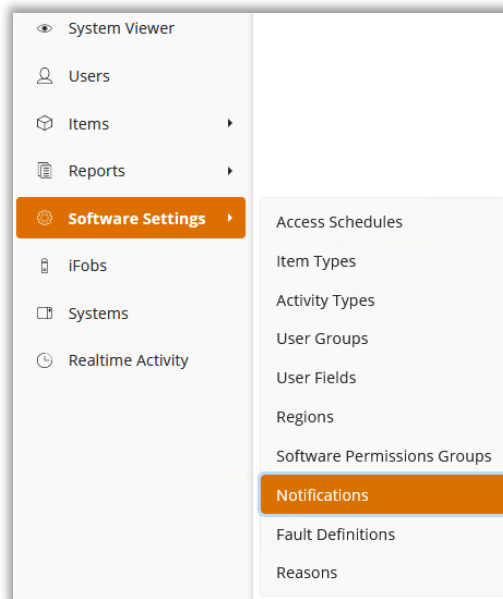 System Viewer
Users
Items
Reports
Software Settings
iFobs
Systems
Realtime Activity
Access Schedules
Item Types
Activity Types
User Groups
User Fields
Regions
Software Permissions Groups
Notifications
Fault Definitions
Reasons